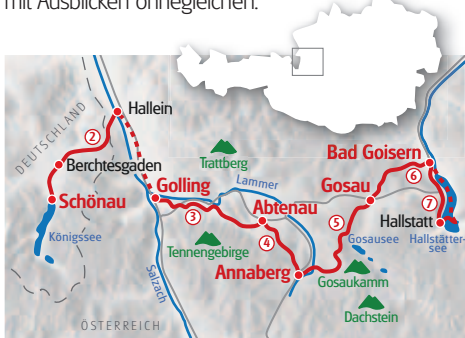 mit Ausblicken ohnegleichen.
Hallein
DEUTSCHLAND
②
Berchtesgaden
Trattberg
Bad Goisern
⑥
Schönau
Golling
Lammer
Gosau
⑦
③
Abtenau
Hallstatt
Königssee
④
⑤
Gosausee
Hallstätter-
see
Tennengebirge
Salzach
Annaberg
Gosaukamm
Dachstein
ÖSTERREICH